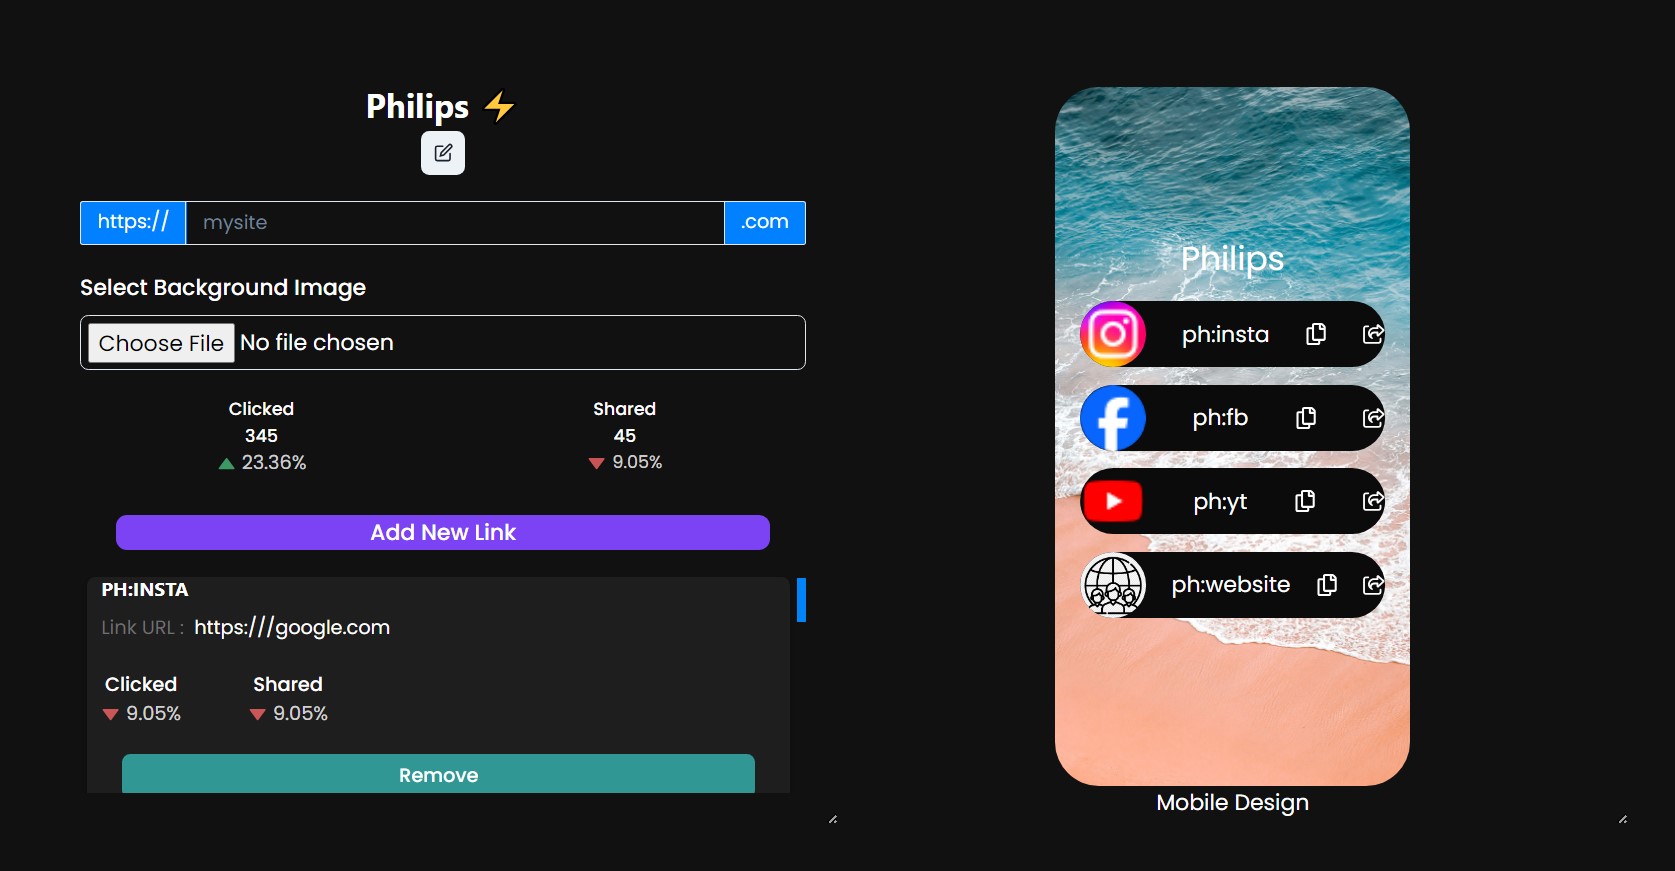 Philips ⚡
https:// mysite .com
Select Background Image
Choose File No file chosen
Clicked Shared
345 45
23.36% 9.05%
Add New Link
PH:INSTA
Link URL : https:///google.com
Clicked Shared
9.05% 9.05%
Remove
Philips
ph:insta
ph:fb
ph:yt
ph:website
Mobile Design